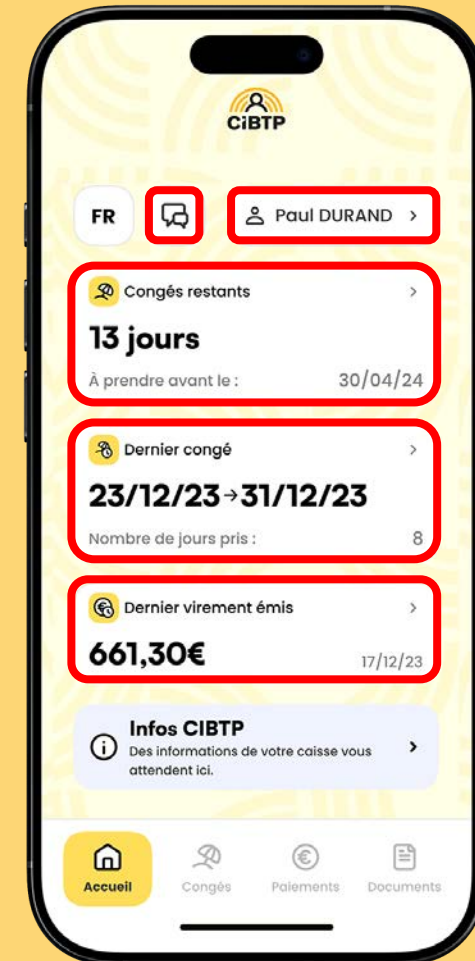 CiBTP
FR
Paul DURAND
Congés restants
13 jours
À prendre avant le :
30/04/24
Dernier congé
23/12/23→31/12/23
Nombre de jours pris :
8
Dernier virement émis
661,30€
17/12/23
Infos CIBTP
Des informations de votre caisse vous
attendent ici.
Accueil
Congés
Paiements
Documents